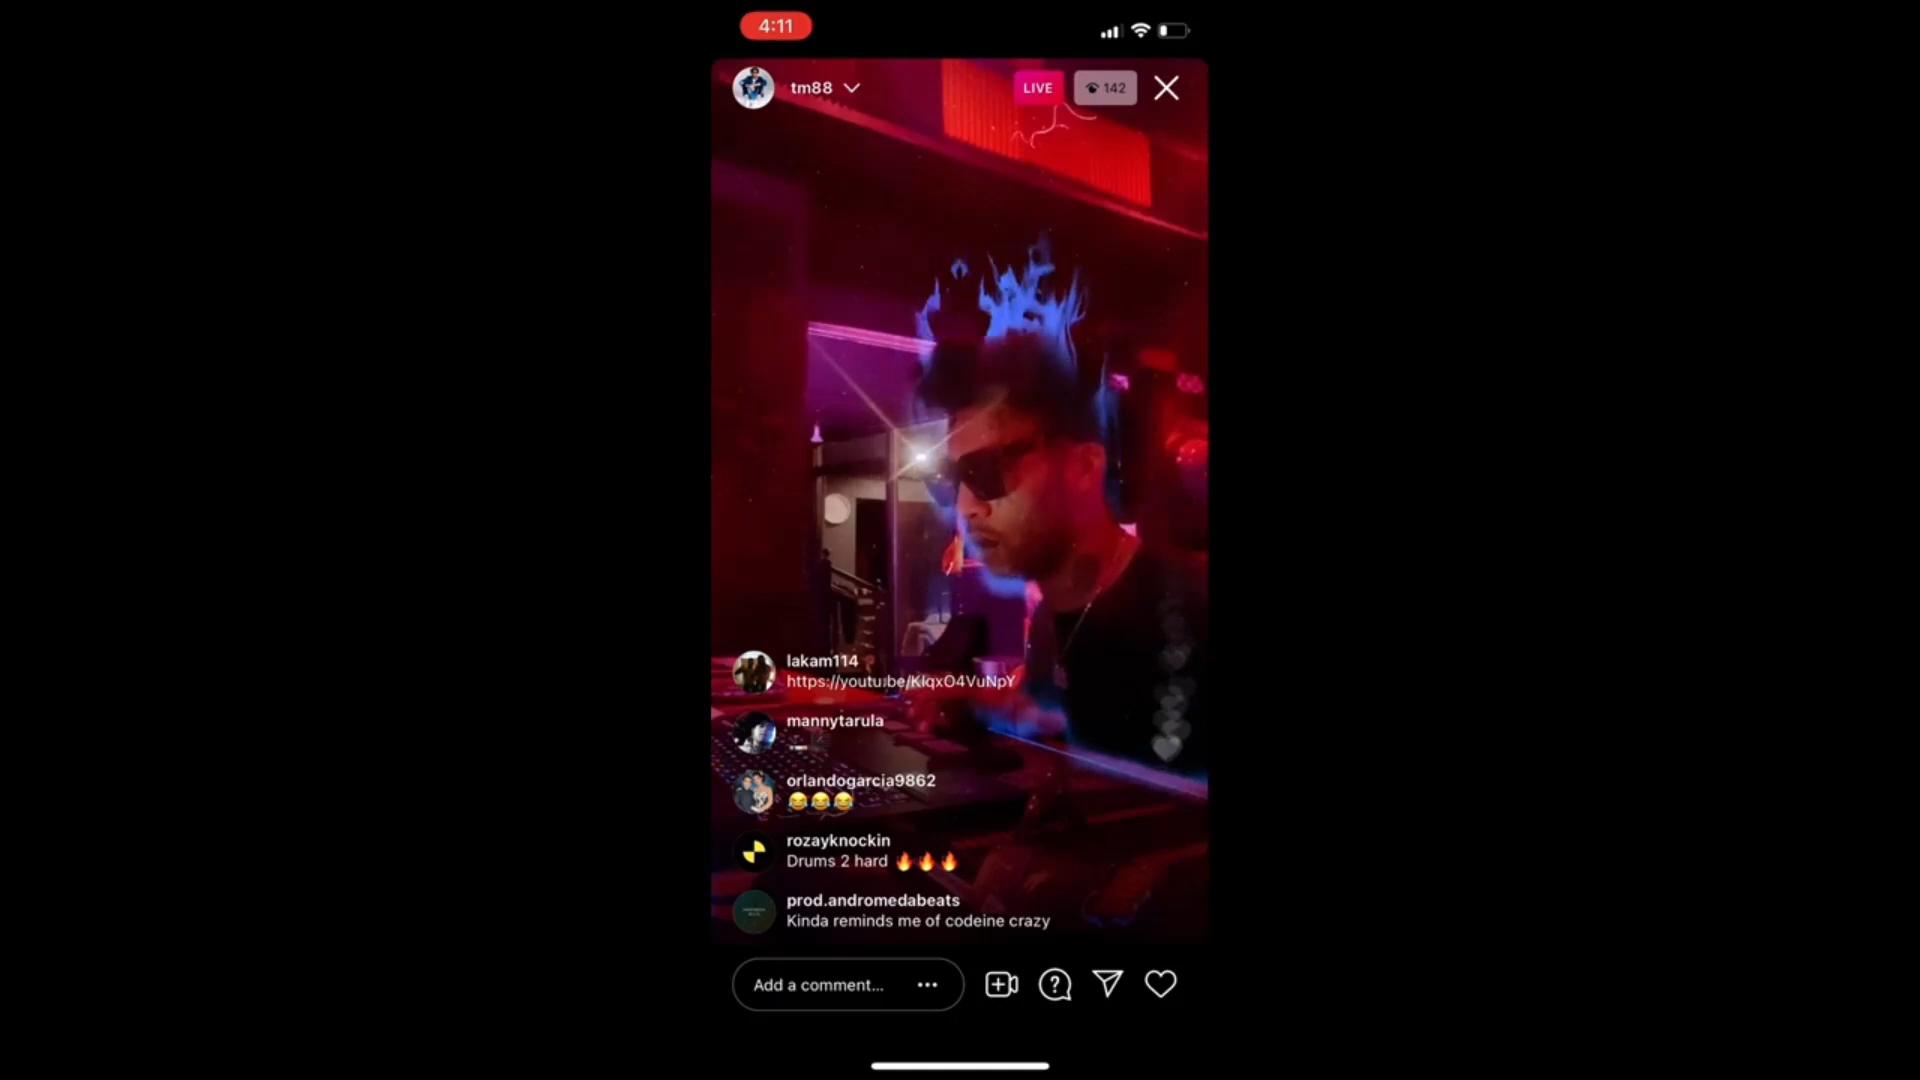 4:11
tm88
LIVE
142
lakam114
https://youtu.be/KlqxO4VuNpY
mannytarula
orlandogarcia9862
😂😂😂
rozayknockin
Drums 2 hard 🔥🔥🔥
prod.andromedabeats
Kinda reminds me of codeine crazy
Add a comment...